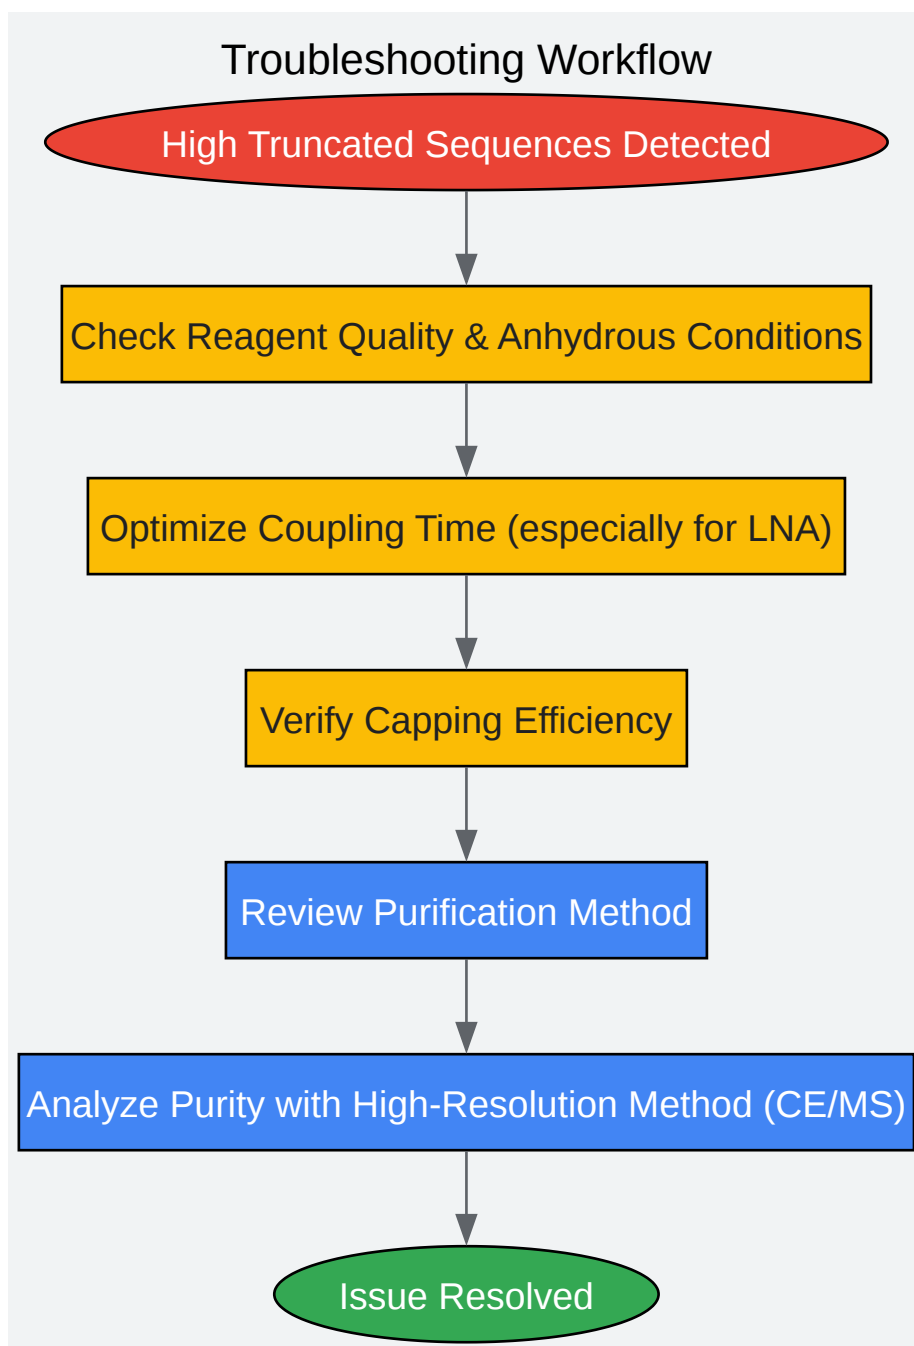 Troubleshooting Workflow
High Truncated Sequences Detected
Check Reagent Quality & Anhydrous Conditions
Optimize Coupling Time (especially for LNA)
Verify Capping Efficiency
Review Purification Method
Analyze Purity with High-Resolution Method (CE/MS)
Issue Resolved